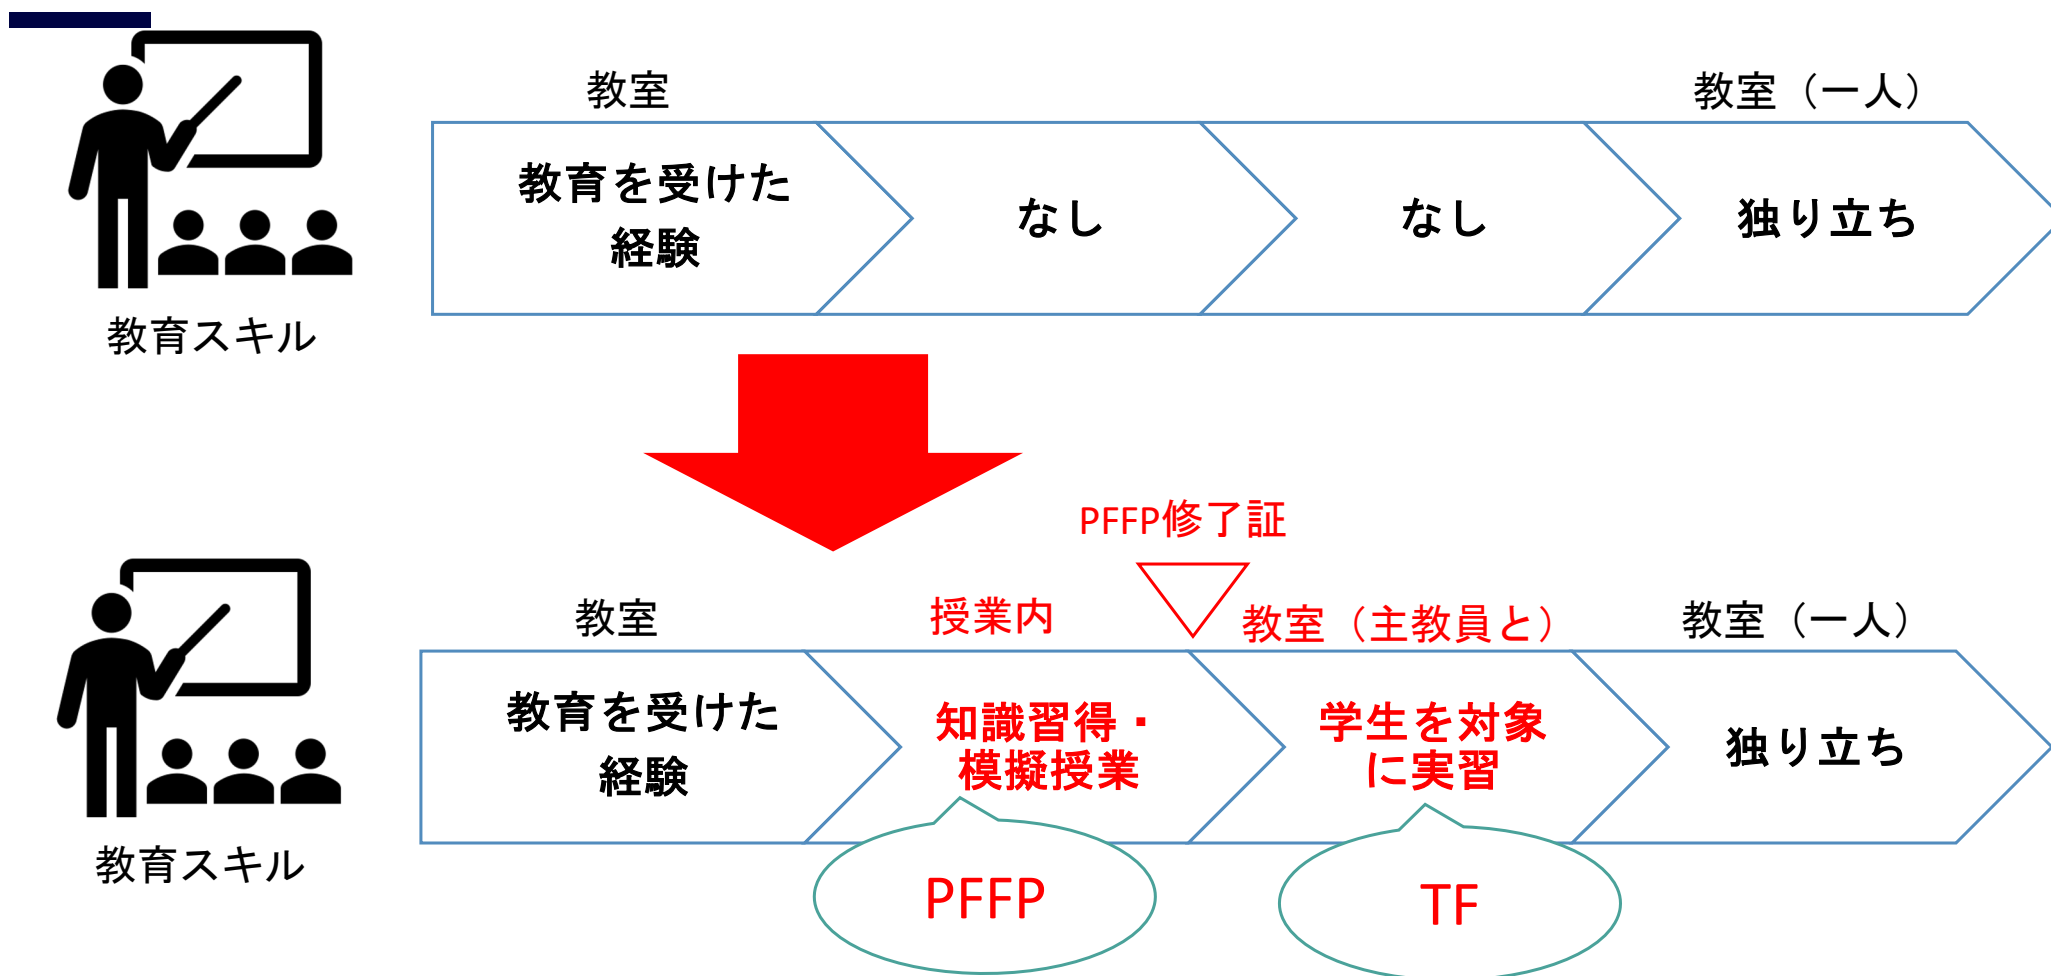 教室
教室（一人）
教育を受けた
経験
なし
なし
独り立ち
教育スキル
PFFP修了証
教室
授業内
教室（主教員と）
教室（一人）
教育を受けた
経験
知識習得・
模擬授業
学生を対象
に実習
独り立ち
教育スキル
PFFP
TF